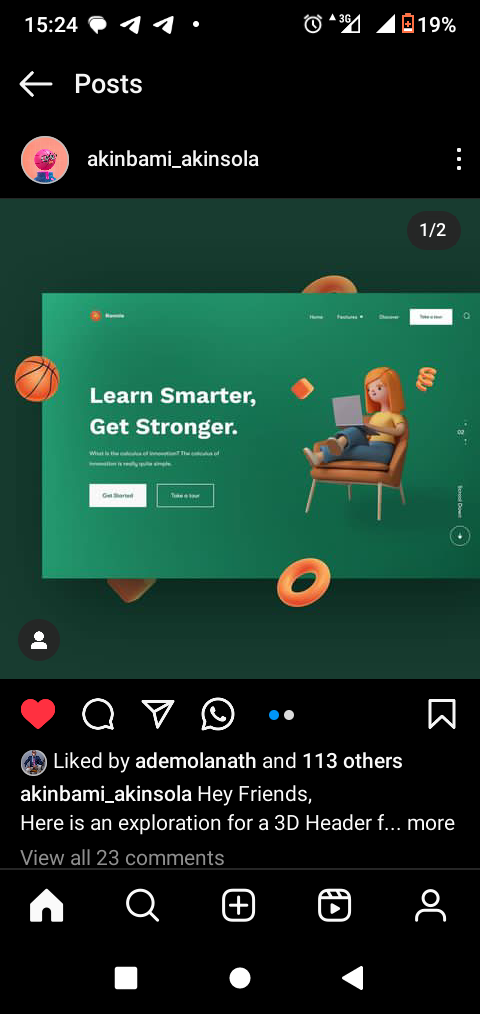 15:24
3G
19%
Posts
akinbami_akinsola
1/2
Home Features Discover Take a tour
Learn Smarter,
Get Stronger.
What is the calculus of innovation? The calculus of
innovation is really quite simple.
Get Started Take a tour
02
Scroll Down
Liked by ademolanath and 113 others
akinbami_akinsola Hey Friends,
Here is an exploration for a 3D Header f... more
View all 23 comments